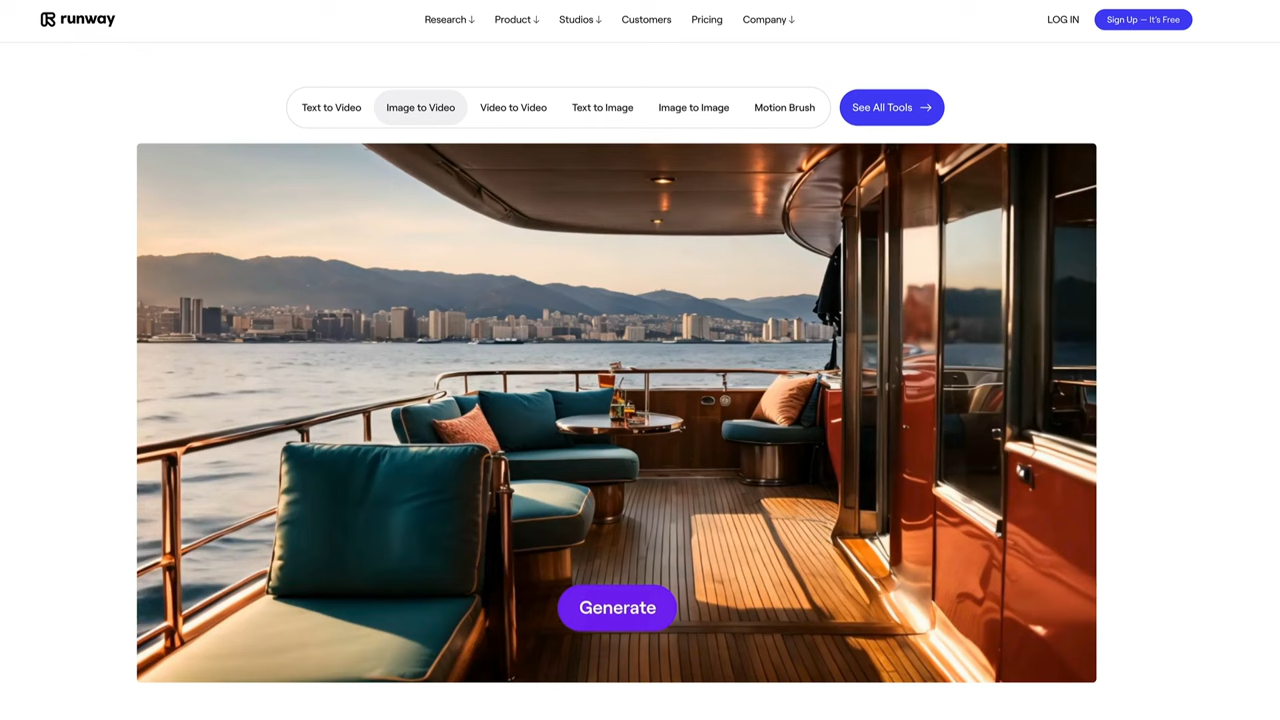 runway Research ↓ Product ↓ Studios ↓ Customers Pricing Company ↓ LOG IN Sign Up — It's Free
Text to Video Image to Video Video to Video Text to Image Image to Image Motion Brush See All Tools →
Generate